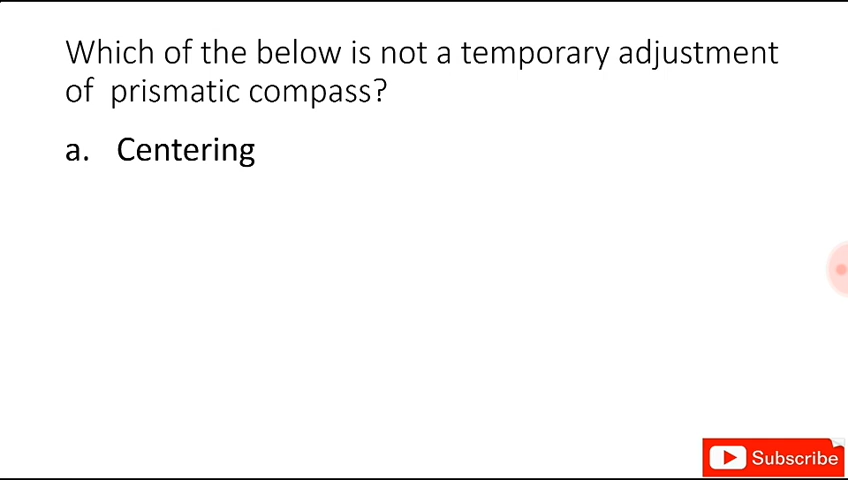 Which of the below is not a temporary adjustment
of prismatic compass?
a. Centering
Subscribe